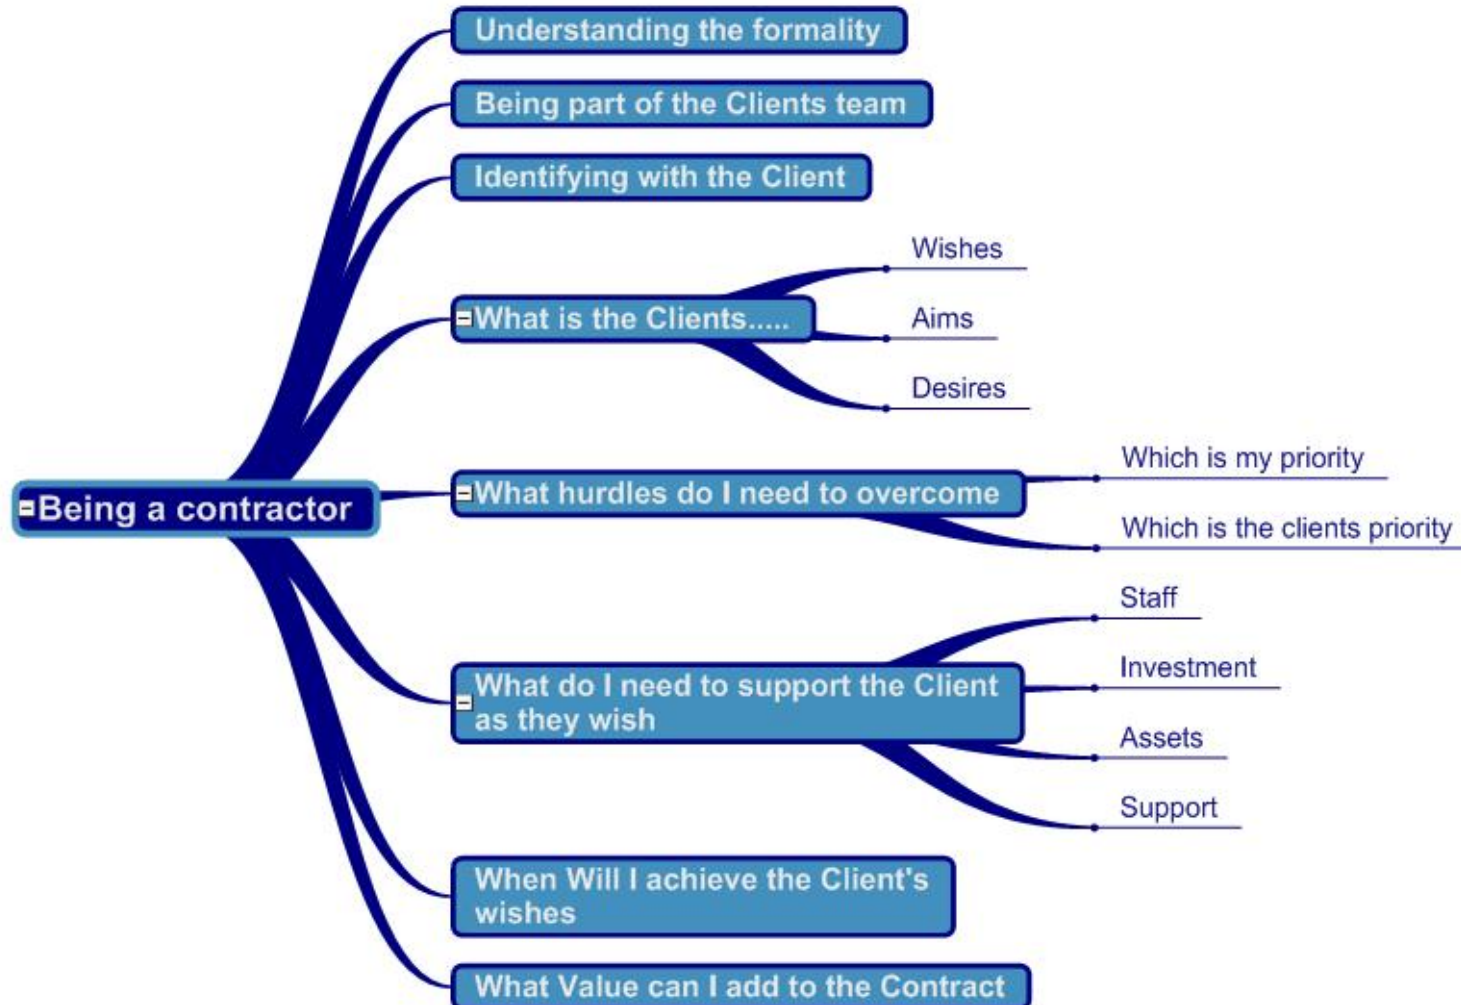 Understanding the formality
Being part of the Clients team
Identifying with the Client
Wishes
What is the Clients.....
Aims
Desires
Which is my priority
What hurdles do I need to overcome
Being a contractor
Which is the clients priority
Staff
Investment
What do I need to support the Client
as they wish
Assets
Support
When Will I achieve the Client's
wishes
What Value can I add to the Contract